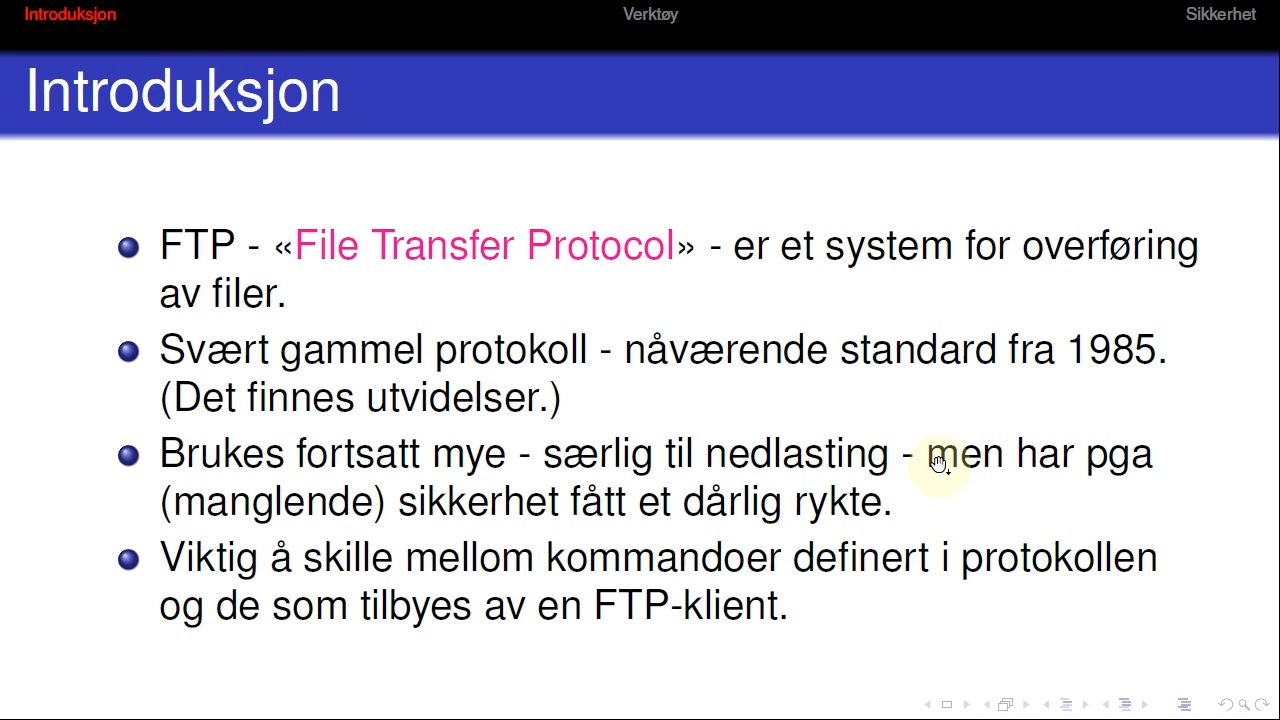 Introduksjon
Verktøy
Sikkerhet
Introduksjon
FTP - «File Transfer Protocol» - er et system for overføring
av filer.
Svært gammel protokoll - nåværende standard fra 1985.
(Det finnes utvidelser.)
Brukes fortsatt mye - særlig til nedlasting - men har pga
(manglende) sikkerhet fått et dårlig rykte.
Viktig å skille mellom kommandoer definert i protokollen
og de som tilbyes av en FTP-klient.